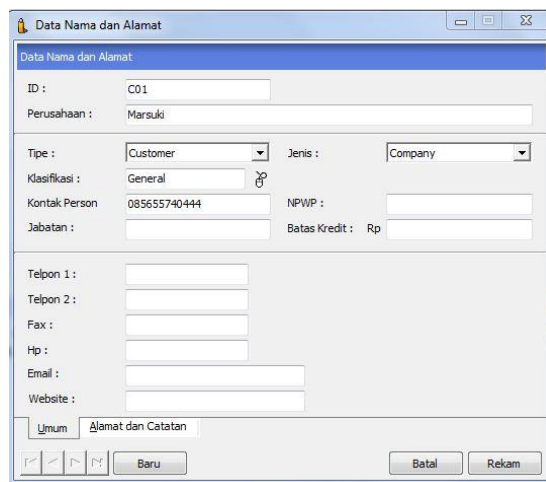 Data Nama dan Alamat
Data Nama dan Alamat
ID : C01
Perusahaan : Marsuki
Tipe : Customer Jenis : Company
Klasifikasi : General
Kontak Person 085655740444 NPWP :
Jabatan : Batas Kredit : Rp
Telpon 1 :
Telpon 2 :
Fax :
Hp :
Email :
Website :
Umum Alamat dan Catatan
Baru Batal Rekam